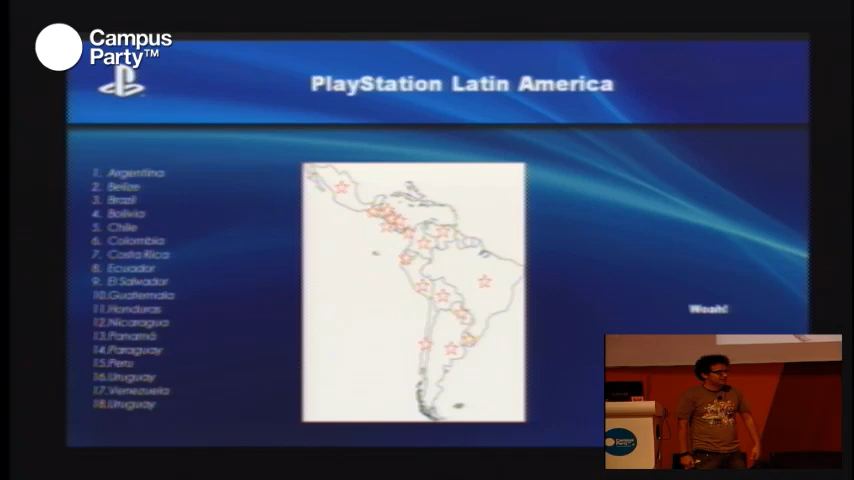 Campus
Party™
PlayStation Latin America
1. Argentina
2. Belize
3. Brazil
4. Bolivia
5. Chile
6. Colombia
7. Costa Rica
8. Ecuador
9. El Salvador
10.Guatemala
11.Honduras
12.Nicaragua
13.Panamá
14.Paraguay
15.Peru
16.Uruguay
17.Venezuela
18.Uruguay
Woah!
Campus
Party